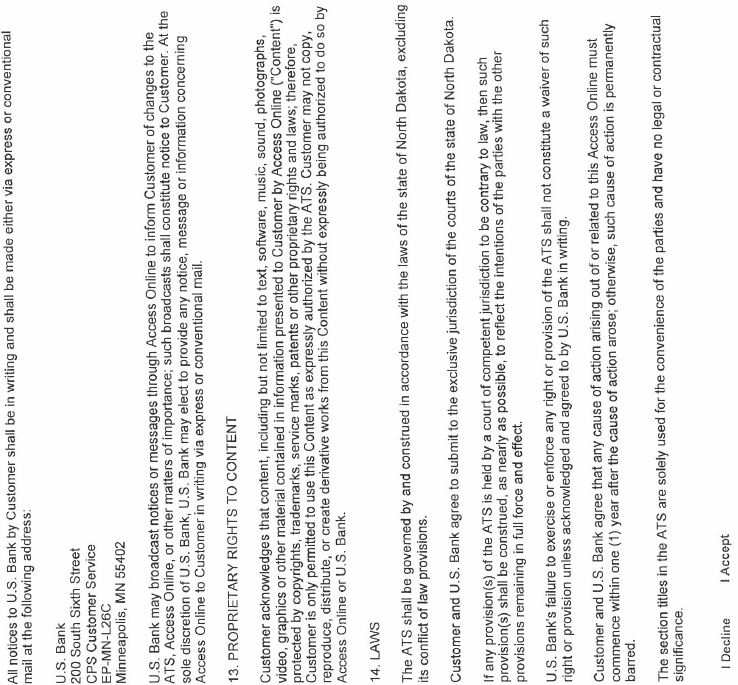 All notices to U.S. Bank by Customer shall be in writing and shall be made either via express or conventional
mail at the following address:
U.S. Bank
200 South Sixth Street
CPS Customer Service
EP-MN-L26C
Minneapolis, MN 55402
U.S. Bank may broadcast notices or messages through Access Online to inform Customer of changes to the
ATS, Access Online, or other matters of importance; such broadcasts shall constitute notice to Customer. At the
sole discretion of U.S. Bank, U.S. Bank may elect to provide any notice, message or information concerning
Access Online to Customer in writing via express or conventional mail.
13. PROPRIETARY RIGHTS TO CONTENT
Customer acknowledges that content, including but not limited to text, software, music, sound, photographs,
video, graphics or other material contained in information presented to Customer by Access Online ("Content") is
protected by copyrights, trademarks, service marks, patents or other proprietary rights and laws; therefore,
Customer is only permitted to use this Content as expressly authorized by the ATS. Customer may not copy,
reproduce, distribute, or create derivative works from this Content without expressly being authorized to do so by
Access Online or U.S. Bank.
14. LAWS
The ATS shall be governed by and construed in accordance with the laws of the state of North Dakota, excluding
its conflict of law provisions.
Customer and U.S. Bank agree to submit to the exclusive jurisdiction of the courts of the state of North Dakota.
If any provision(s) of the ATS is held by a court of competent jurisdiction to be contrary to law, then such
provision(s) shall be construed, as nearly as possible, to reflect the intentions of the parties with the other
provisions remaining in full force and effect.
U.S. Bank's failure to exercise or enforce any right or provision of the ATS shall not constitute a waiver of such
right or provision unless acknowledged and agreed to by U.S. Bank in writing.
Customer and U.S. Bank agree that any cause of action arising out of or related to this Access Online must
commence within one (1) year after the cause of action arose; otherwise, such cause of action is permanently
barred.
The section titles in the ATS are solely used for the convenience of the parties and have no legal or contractual
significance.
I Decline I Accept